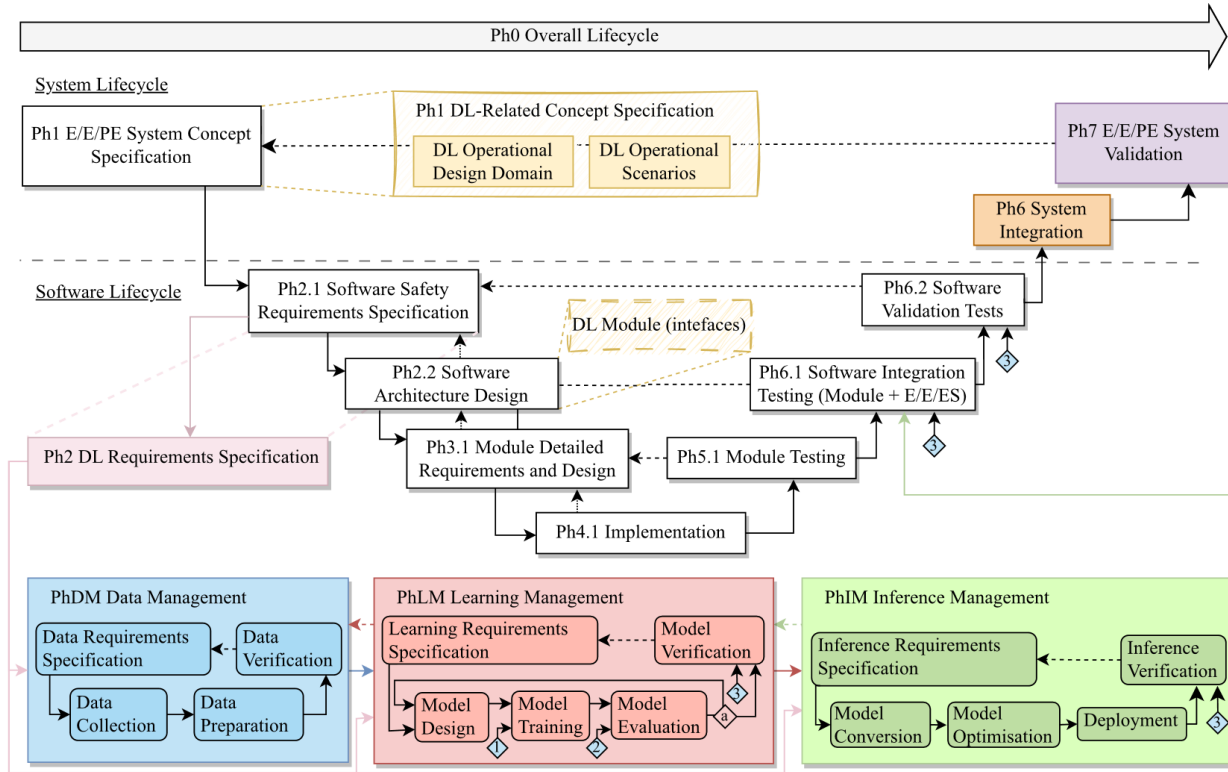 Ph0 Overall Lifecycle
System Lifecycle
Ph1 E/E/PE System Concept
Specification
Ph1 DL-Related Concept Specification
DL Operational
Design Domain
DL Operational
Scenarios
Ph7 E/E/PE System
Validation
Ph6 System
Integration
Software Lifecycle
Ph2.1 Software Safety
Requirements Specification
Ph6.2 Software
Validation Tests
DL Module (intefaces)
3
Ph2.2 Software
Architecture Design
Ph6.1 Software Integration
Testing (Module + E/E/ES)
3
Ph2 DL Requirements Specification
Ph3.1 Module Detailed
Requirements and Design
Ph5.1 Module Testing
Ph4.1 Implementation
PhDM Data Management
Data Requirements
Specification
Data
Verification
Data
Collection
Data
Preparation
PhLM Learning Management
Learning Requirements
Specification
Model
Verification
3
Model
Design
Model
Training
Model
Evaluation
a
1
2
PhIM Inference Management
Inference Requirements
Specification
Inference
Verification
Model
Conversion
Model
Optimisation
Deployment
3